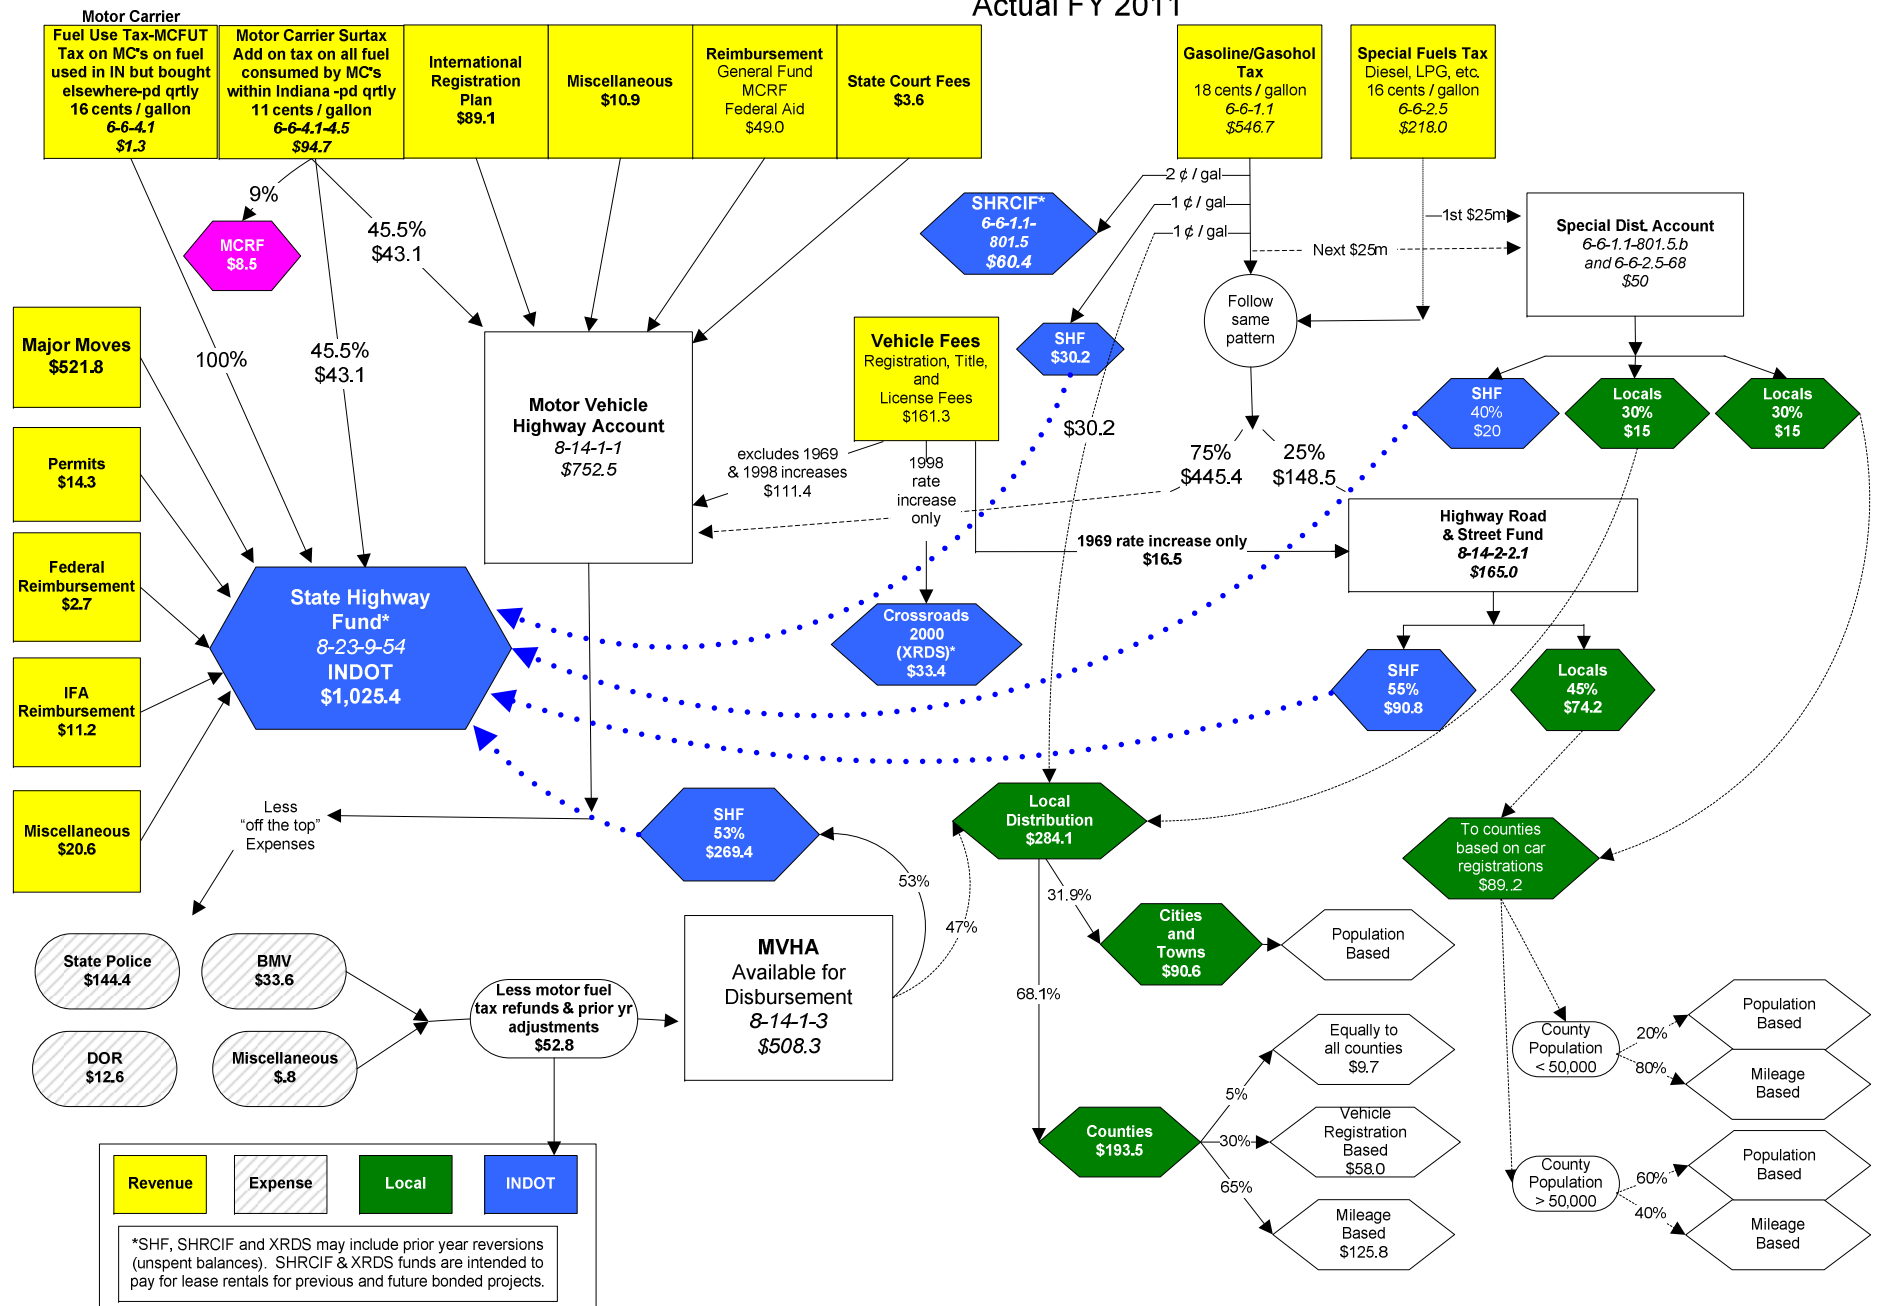 Actual FY 2011
Motor Carrier
Fuel Use Tax-MCFUT
Tax on MC's on fuel
used in IN but bought
elsewhere-pd qrtly
16 cents / gallon
6-6-4.1
$1.3
Motor Carrier Surtax
Add on tax on all fuel
consumed by MC's
within Indiana -pd qrtly
11 cents / gallon
6-6-4.1-4.5
$94.7
International
Registration
Plan
$89.1
Miscellaneous
$10.9
Reimbursement
General Fund
MCRF
Federal Aid
$49.0
State Court Fees
$3.6
Gasoline/Gasohol
Tax
18 cents / gallon
6-6-1.1
$546.7
Special Fuels Tax
Diesel, LPG, etc.
16 cents / gallon
6-6-2.5
$218.0
9%
MCRF
$8.5
45.5%
$43.1
2 ¢ / gal
1 ¢ / gal
1 ¢ / gal
SHRCIF*
6-6-1.1-
801.5
$60.4
1st $25m
Next $25m
Special Dist. Account
6-6-1.1-801.5.b
and 6-6-2.5-68
$50
Follow
same
pattern
Major Moves
$521.8
100%
45.5%
$43.1
Motor Vehicle
Highway Account
8-14-1-1
$752.5
Vehicle Fees
Registration, Title,
and
License Fees
$161.3
SHF
$30.2
SHF
40%
$20
Locals
30%
$15
Locals
30%
$15
$30.2
75%
$445.4
25%
$148.5
excludes 1969
& 1998 increases
$111.4
1998
rate
increase
only
Permits
$14.3
1969 rate increase only
$16.5
Highway Road
& Street Fund
8-14-2-2.1
$165.0
Federal
Reimbursement
$2.7
State Highway
Fund*
8-23-9-54
INDOT
$1,025.4
Crossroads
2000
(XRDS)*
$33.4
SHF
55%
$90.8
Locals
45%
$74.2
IFA
Reimbursement
$11.2
Miscellaneous
$20.6
Less
“off the top”
Expenses
SHF
53%
$269.4
Local
Distribution
$284.1
To counties
based on car
registrations
$89..2
53%
47%
31.9%
68.1%
Cities
and
Towns
$90.6
Population
Based
State Police
$144.4
BMV
$33.6
DOR
$12.6
Miscellaneous
$.8
Less motor fuel
tax refunds & prior yr
adjustments
$52.8
MVHA
Available for
Disbursement
8-14-1-3
$508.3
Equally to
all counties
$9.7
5%
Counties
$193.5
30%
Vehicle
Registration
Based
$58.0
65%
Mileage
Based
$125.8
County
Population
< 50,000
20%
Population
Based
80%
Mileage
Based
County
Population
> 50,000
60%
Population
Based
40%
Mileage
Based
Revenue
Expense
Local
INDOT
*SHF, SHRCIF and XRDS may include prior year reversions
(unspent balances). SHRCIF & XRDS funds are intended to
pay for lease rentals for previous and future bonded projects.